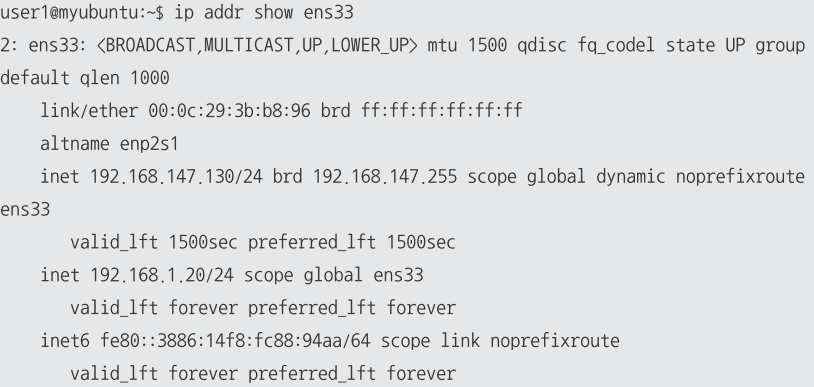 user1@myubuntu:~$ ip addr show ens33
2: ens33: <BROADCAST,MULTICAST,UP,LOWER_UP> mtu 1500 qdisc fq_codel state UP group
default qlen 1000
    link/ether 00:0c:29:3b:b8:96 brd ff:ff:ff:ff:ff:ff
    altname enp2s1
    inet 192.168.147.130/24 brd 192.168.147.255 scope global dynamic noprefixroute
ens33
       valid_lft 1500sec preferred_lft 1500sec
    inet 192.168.1.20/24 scope global ens33
       valid_lft forever preferred_lft forever
    inet6 fe80::3886:14f8:fc88:94aa/64 scope link noprefixroute
       valid_lft forever preferred_lft forever